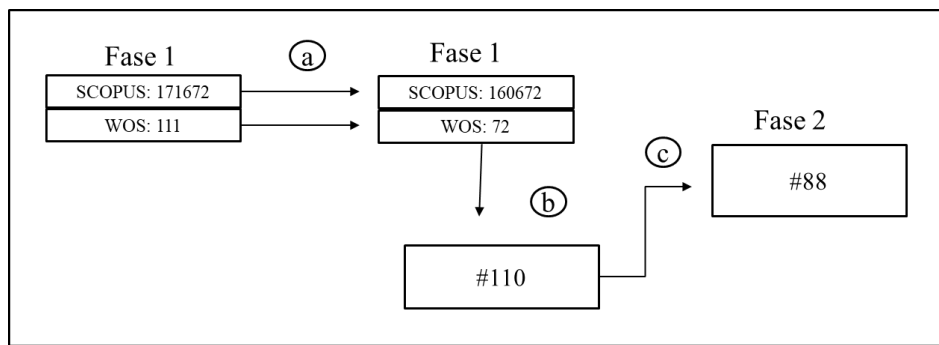 Fase 1
a
Fase 1
SCOPUS: 171672
SCOPUS: 160672
WOS: 111
WOS: 72
Fase 2
c
#88
b
#110